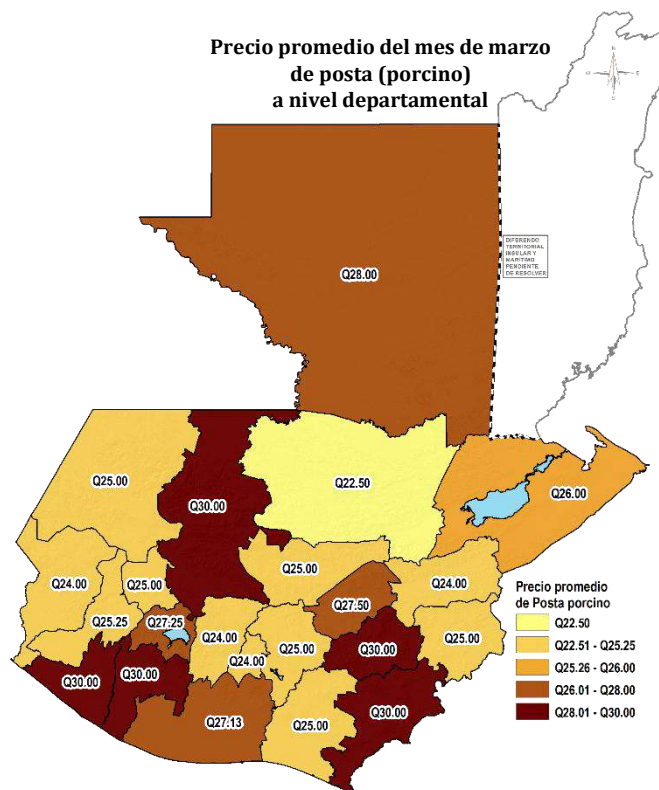 Precio promedio del mes de marzo
de posta (porcino)
a nivel departamental
N
O
E
S
DIFERENDO
TERRITORIAL
INSULAR Y
MARÍTIMO
PENDIENTE
DE RESOLVER
Q28.00
Q25.00
Q30.00
Q22.50
Q26.00
Q24.00
Q25.00
Q25.00
Q24.00
Q25.25
Q27.25
Q24.00
Q24.00
Q25.00
Q27.50
Q30.00
Q25.00
Q30.00
Q30.00
Q27.13
Q25.00
Q30.00
Precio promedio
de Posta porcino
Q22.50
Q22.51 - Q25.25
Q25.26 - Q26.00
Q26.01 - Q28.00
Q28.01 - Q30.00